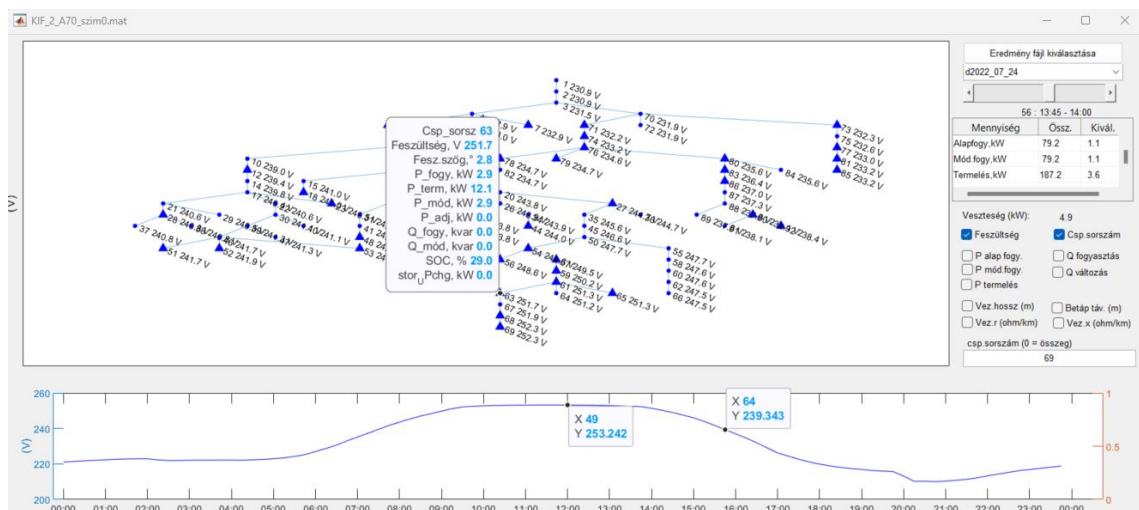 KIF_2_A70_szim0.mat
Eredmény fájl kiválasztása
d2022_07_24
56 : 13:45 - 14:00
Mennyiség Össz. Kivál.
Alapfogy,kW 79.2 1.1
Mód.fogy,kW 79.2 1.1
Termelés,kW 187.2 3.6
Veszteség (kW): 4.9
Feszültség Csp.sorszám
P alap fogy. Q fogyasztás
P mód.fogy. Q változás
P termelés
Vez.hossz (m) Betáp táv. (m)
Vez.r (ohm/km) Vez.x (ohm/km)
csp.sorszám (0 = összeg)
69
(V)
1 230.9 V
2 230.9 V
3 231.5 V
7 232.9 V
70 231.9 V
72 231.9 V
71 232.2 V
74 233.2 V
76 234.6 V
73 232.3 V
75 232.6 V
77 233.0 V
81 233.2 V
85 233.2 V
78 234.7 V
82 234.7 V
79 234.7 V
80 235.6 V
83 236.4 V
86 237.0 V
87 237.3 V
84 235.6 V
10 239.0 V
12 239.4 V
14 239.8 V
15 241.0 V
20 243.8 V
44 244.0 V
35 245.6 V
45 246.6 V
50 247.7 V
55 247.7 V
58 247.6 V
60 247.6 V
62 247.5 V
66 247.5 V
21 240.6 V
37 240.8 V
51 241.7 V
52 241.9 V
56 248.6 V
59 250.2 V
61 251.3 V
64 251.2 V
65 251.3 V
63 251.7 V
67 251.9 V
68 252.3 V
69 252.3 V
Csp_sorsz 63
Feszültség, V 251.7
Fesz.szög,° 2.8
P_fogy, kW 2.9
P_term, kW 12.1
P_mód, kW 2.9
P_adj, kW 0.0
Q_fogy, kvar 0.0
Q_mód, kvar 0.0
SOC, % 29.0
stor_UPchg, kW 0.0
X 49
Y 253.242
X 64
Y 239.343
(V)
260
240
220
200
1
0.5
0
00:00 01:00 02:00 03:00 04:00 05:00 06:00 07:00 08:00 09:00 10:00 11:00 12:00 13:00 14:00 15:00 16:00 17:00 18:00 19:00 20:00 21:00 22:00 23:00 00:00